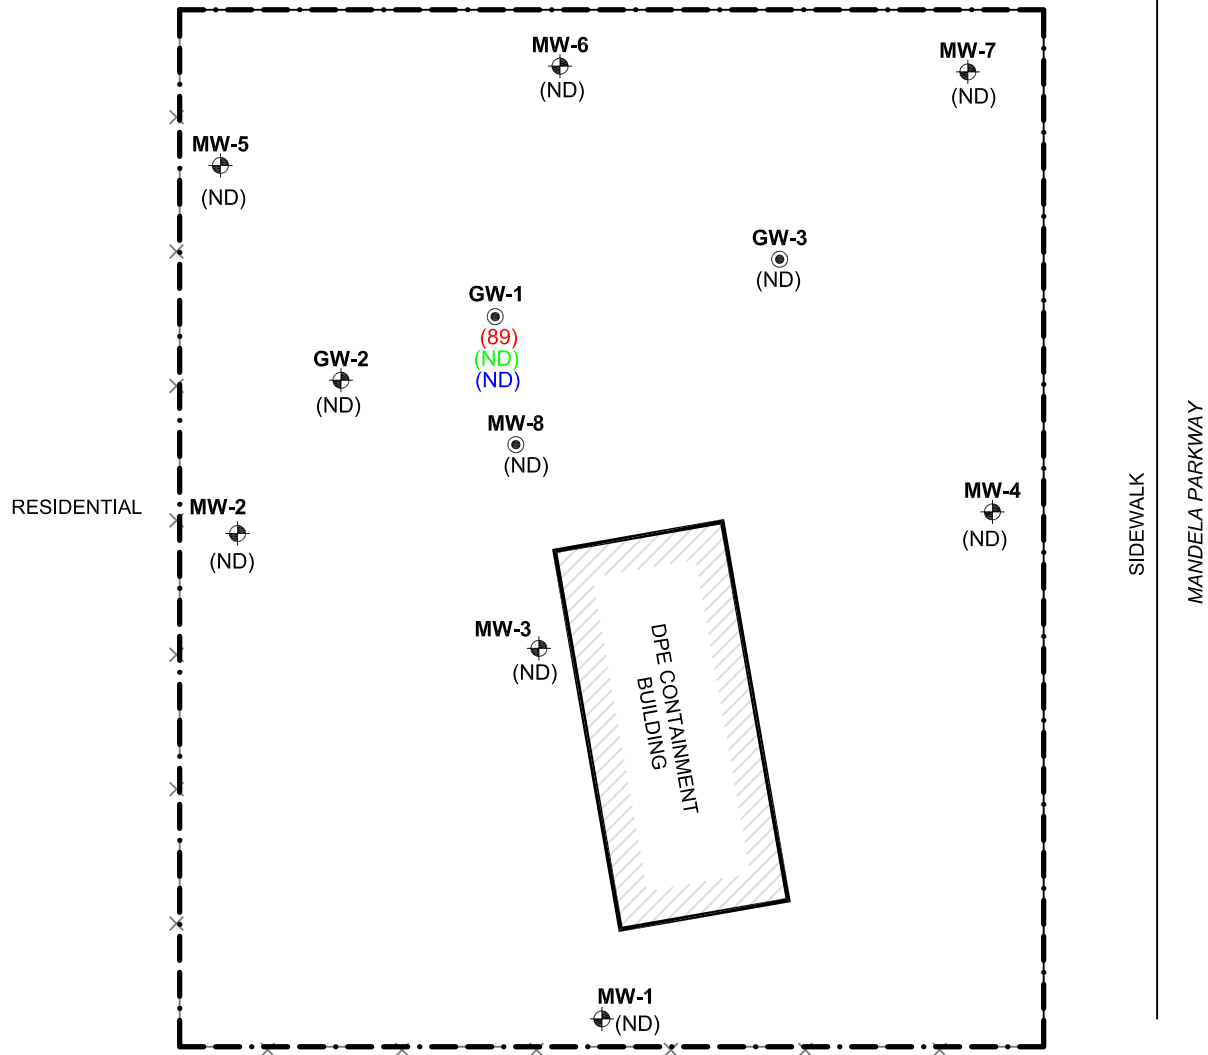 MW-6
(ND)
MW-7
(ND)
MW-5
(ND)
GW-3
(ND)
GW-1
(89)
(ND)
(ND)
GW-2
(ND)
MW-8
(ND)
RESIDENTIAL
MW-2
(ND)
MW-4
(ND)
SIDEWALK
MANDELA PARKWAY
MW-3
(ND)
DPE CONTAINMENT
BUILDING
MW-1
(ND)